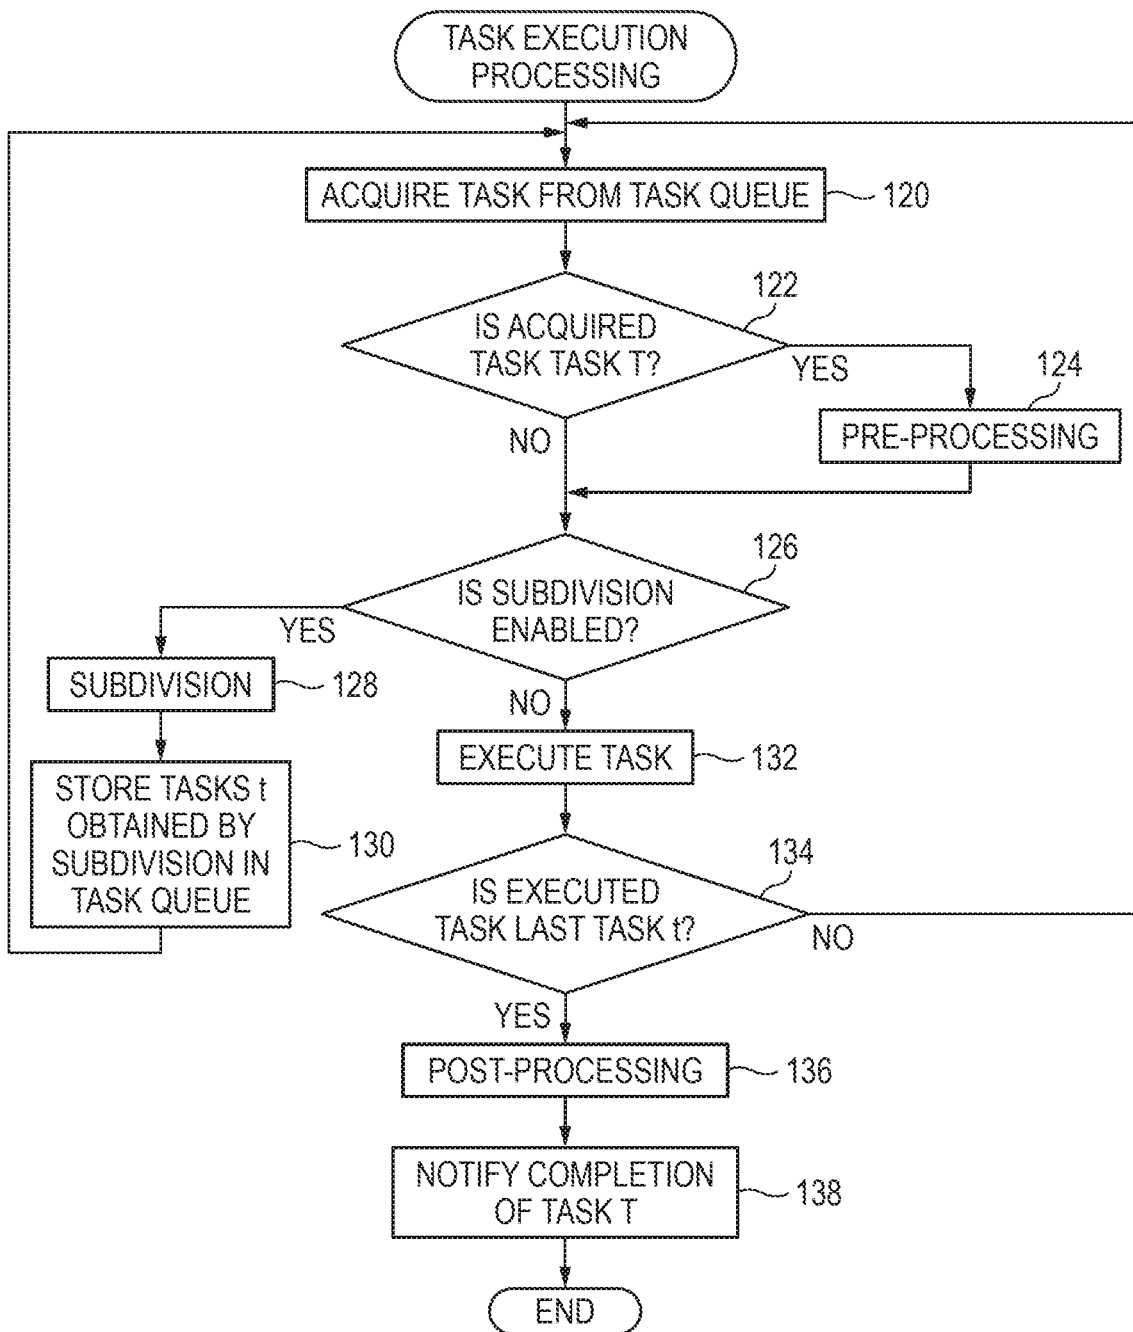 TASK EXECUTION
PROCESSING
ACQUIRE TASK FROM TASK QUEUE
120
IS ACQUIRED
TASK TASK T?
122
YES
NO
124
PRE-PROCESSING
IS SUBDIVISION
ENABLED?
126
YES
NO
SUBDIVISION
128
STORE TASKS t
OBTAINED BY
SUBDIVISION IN
TASK QUEUE
130
EXECUTE TASK
132
IS EXECUTED
TASK LAST TASK t?
134
NO
YES
POST-PROCESSING
136
NOTIFY COMPLETION
OF TASK T
138
END